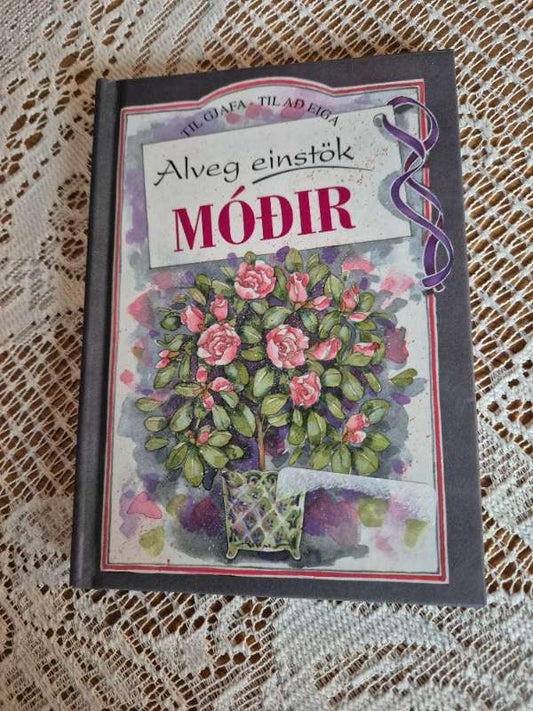 TIL GJAFA - TIL AÐ EIGA
Alveg einstök
MÓÐIR